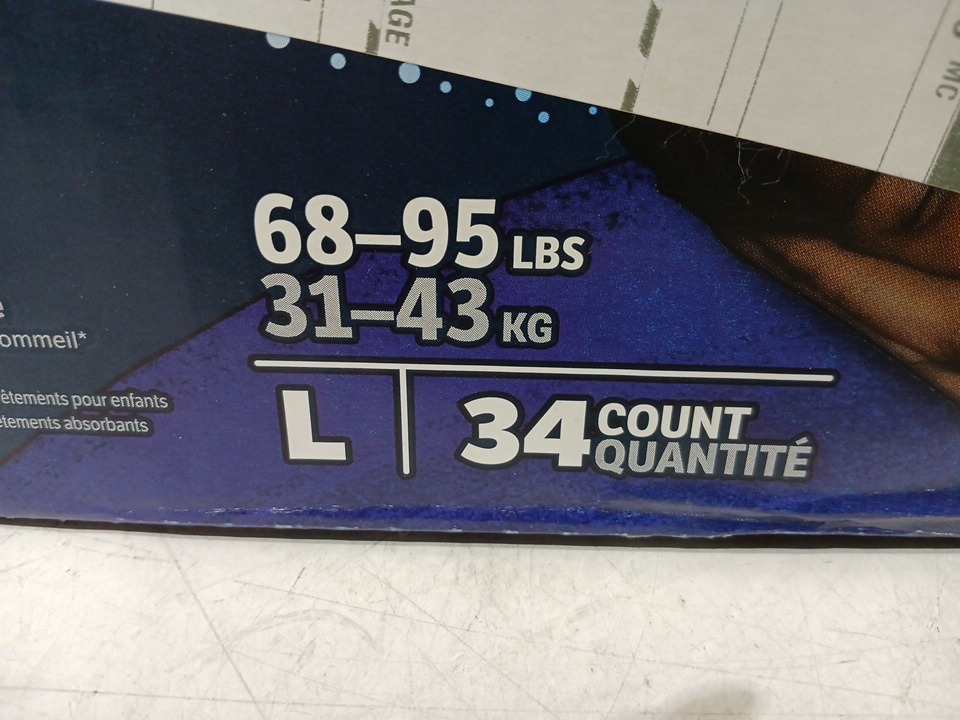 AGE
MC
68–95 LBS
31–43 KG
ommeil*
êtements pour enfants
êtements absorbants
L
34 COUNT
QUANTITÉ